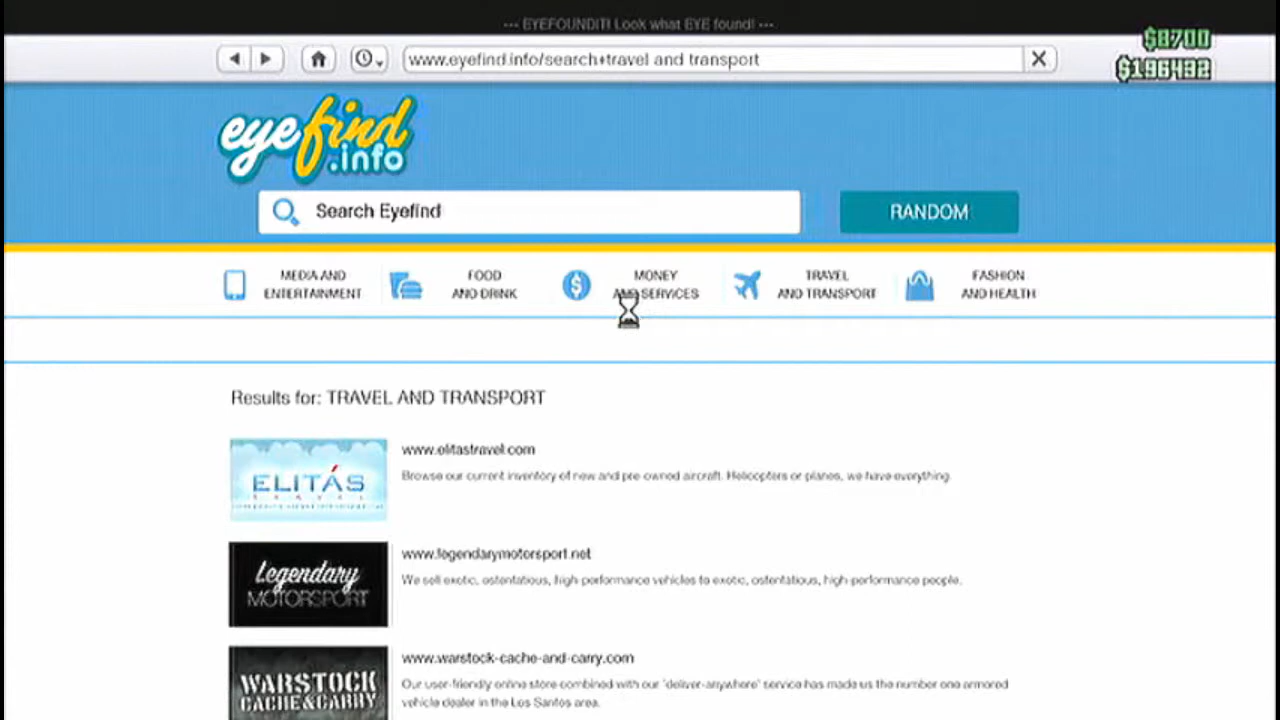 --- EYEFOUNDIT! Look what EYE found! ---
www.eyefind.info/search+travel and transport
$8700
$196492
eyefind
.info
Search Eyefind
RANDOM
MEDIA AND
ENTERTAINMENT
FOOD
AND DRINK
MONEY
AND SERVICES
TRAVEL
AND TRANSPORT
FASHION
AND HEALTH
Results for: TRAVEL AND TRANSPORT
ELITÁS
TRAVEL
www.elitastravel.com
Browse our current inventory of new and pre-owned aircraft. Helicopters or planes, we have everything
Legendary
MOTORSPORT
www.legendarymotorsport.net
We sell exotic, ostentatious, high-performance vehicles to exotic, ostentatious, high-performance people.
WARSTOCK
CACHE&CARRY
www.warstock-cache-and-carry.com
Our user-friendly online store combined with our 'deliver-anywhere' service has made us the number one armored
vehicle dealer in the Los Santos area.